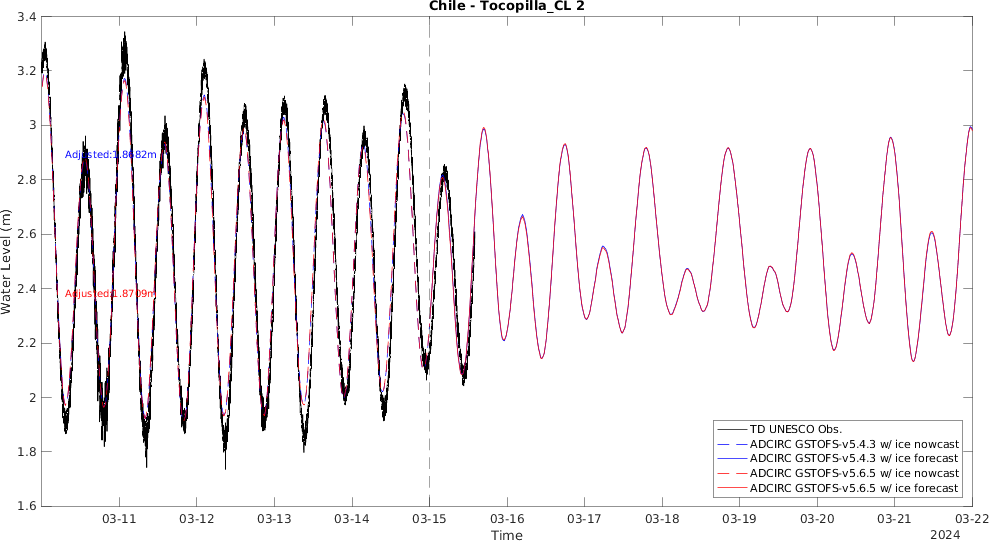 Chile - Tocopilla_CL 2
3.4
3.2
3
2.8
2.6
2.4
2.2
2
1.8
1.6
Water Level (m)
Adjusted:1.8682m
Adjusted:1.8709m
TD UNESCO Obs.
ADCIRC GSTOFS-v5.4.3 w/ ice nowcast
ADCIRC GSTOFS-v5.4.3 w/ ice forecast
ADCIRC GSTOFS-v5.6.5 w/ ice nowcast
ADCIRC GSTOFS-v5.6.5 w/ ice forecast
03-11 03-12 03-13 03-14 03-15 03-16 03-17 03-18 03-19 03-20 03-21 03-22
Time
2024